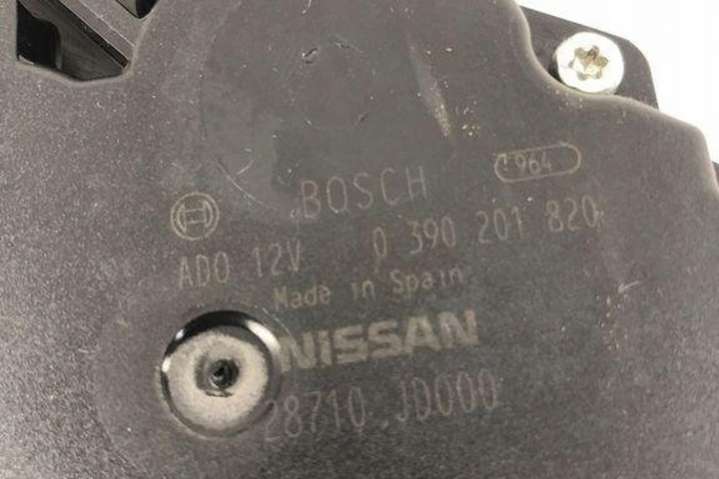 BOSCH
964
ADO 12V 0 390 201 820
Made in Spain
NISSAN
28710 JD000